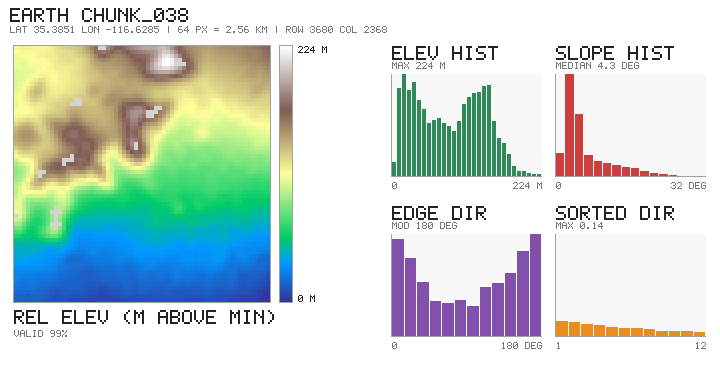 EARTH CHUNK_038
LAT 35.3851 LON -116.6285 | 64 PX = 2.56 KM | ROW 3680 COL 2368
224 M
0 M
REL ELEV (M ABOVE MIN)
VALID 99%
ELEV HIST
MAX 224 M
0 224 M
SLOPE HIST
MEDIAN 4.3 DEG
0 32 DEG
EDGE DIR
MOD 180 DEG
0 180 DEG
SORTED DIR
MAX 0.14
1 12